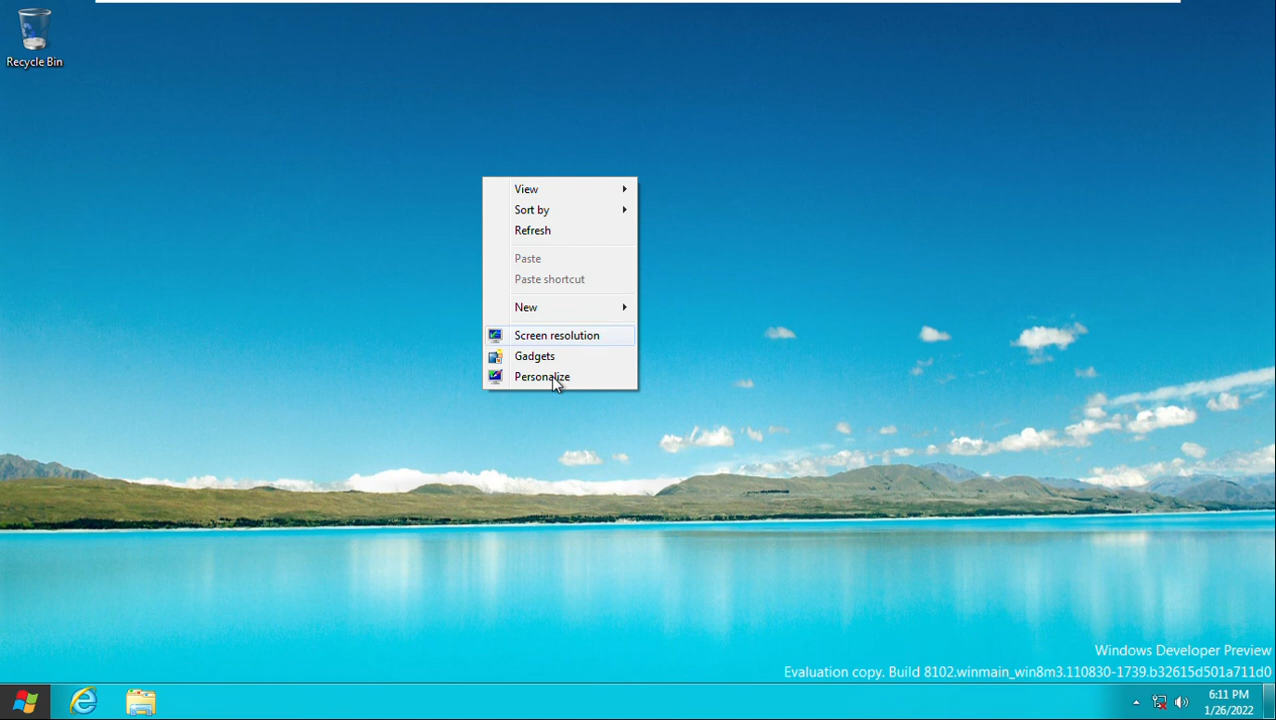 Recycle Bin
View
Sort by
Refresh
Paste
Paste shortcut
New
Screen resolution
Gadgets
Personalize
Windows Developer Preview
Evaluation copy. Build 8102.winmain_win8m3.110830-1739.b32615d501a711d0
6:11 PM
1/26/2022